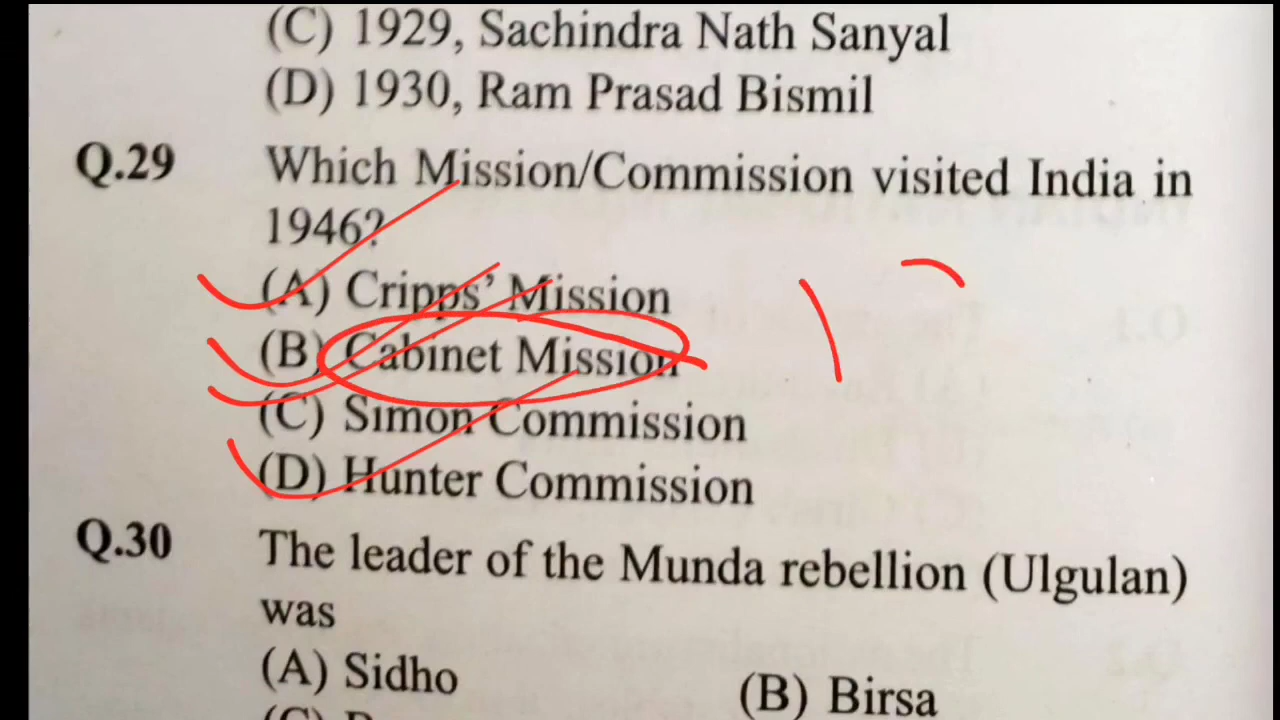 (C) 1929, Sachindra Nath Sanyal
(D) 1930, Ram Prasad Bismil
Q.29 Which Mission/Commission visited India in
1946?
(A) Cripps’ Mission
(B) Cabinet Mission
(C) Simon Commission
(D) Hunter Commission
Q.30 The leader of the Munda rebellion (Ulgulan)
was
(A) Sidho (B) Birsa